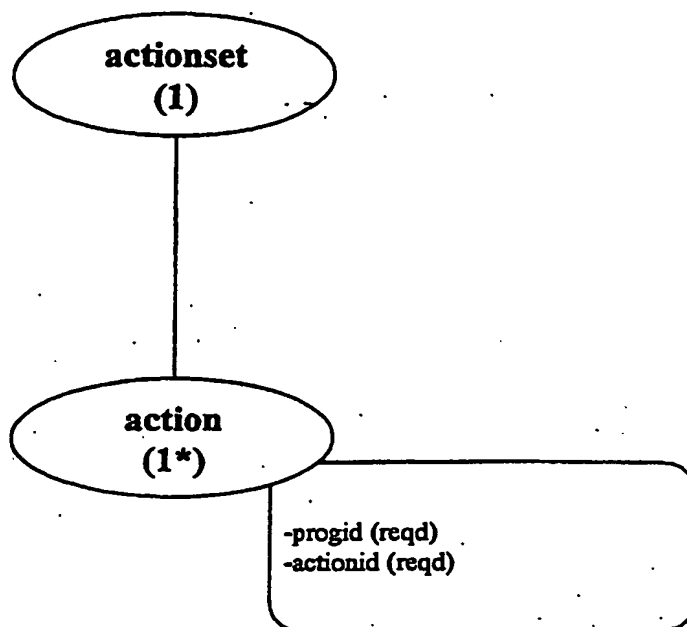 actionset
(1)
action
(1*)
-progid (reqd)
-actionid (reqd)